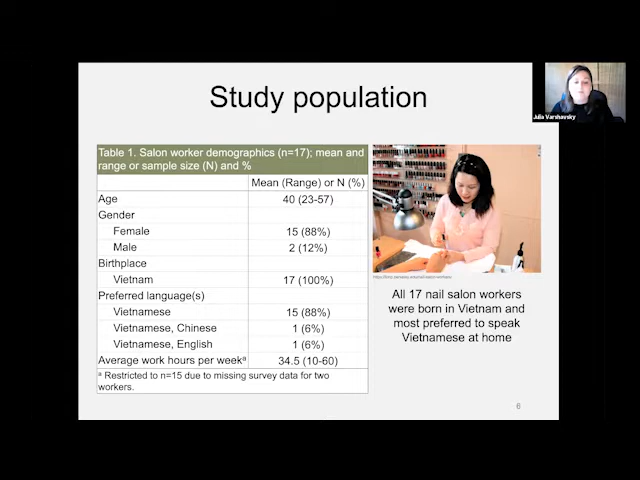 Study population
Julia Varshavsky
Table 1. Salon worker demographics (n=17); mean and
range or sample size (N) and %
Mean (Range) or N (%)
Age 40 (23-57)
Gender
Female 15 (88%)
Male 2 (12%)
Birthplace
Vietnam 17 (100%)
Preferred language(s)
Vietnamese 15 (88%)
Vietnamese, Chinese 1 (6%)
Vietnamese, English 1 (6%)
Average work hours per weekᵃ 34.5 (10-60)
ᵃ Restricted to n=15 due to missing survey data for two
workers.
All 17 nail salon workers
were born in Vietnam and
most preferred to speak
Vietnamese at home
6